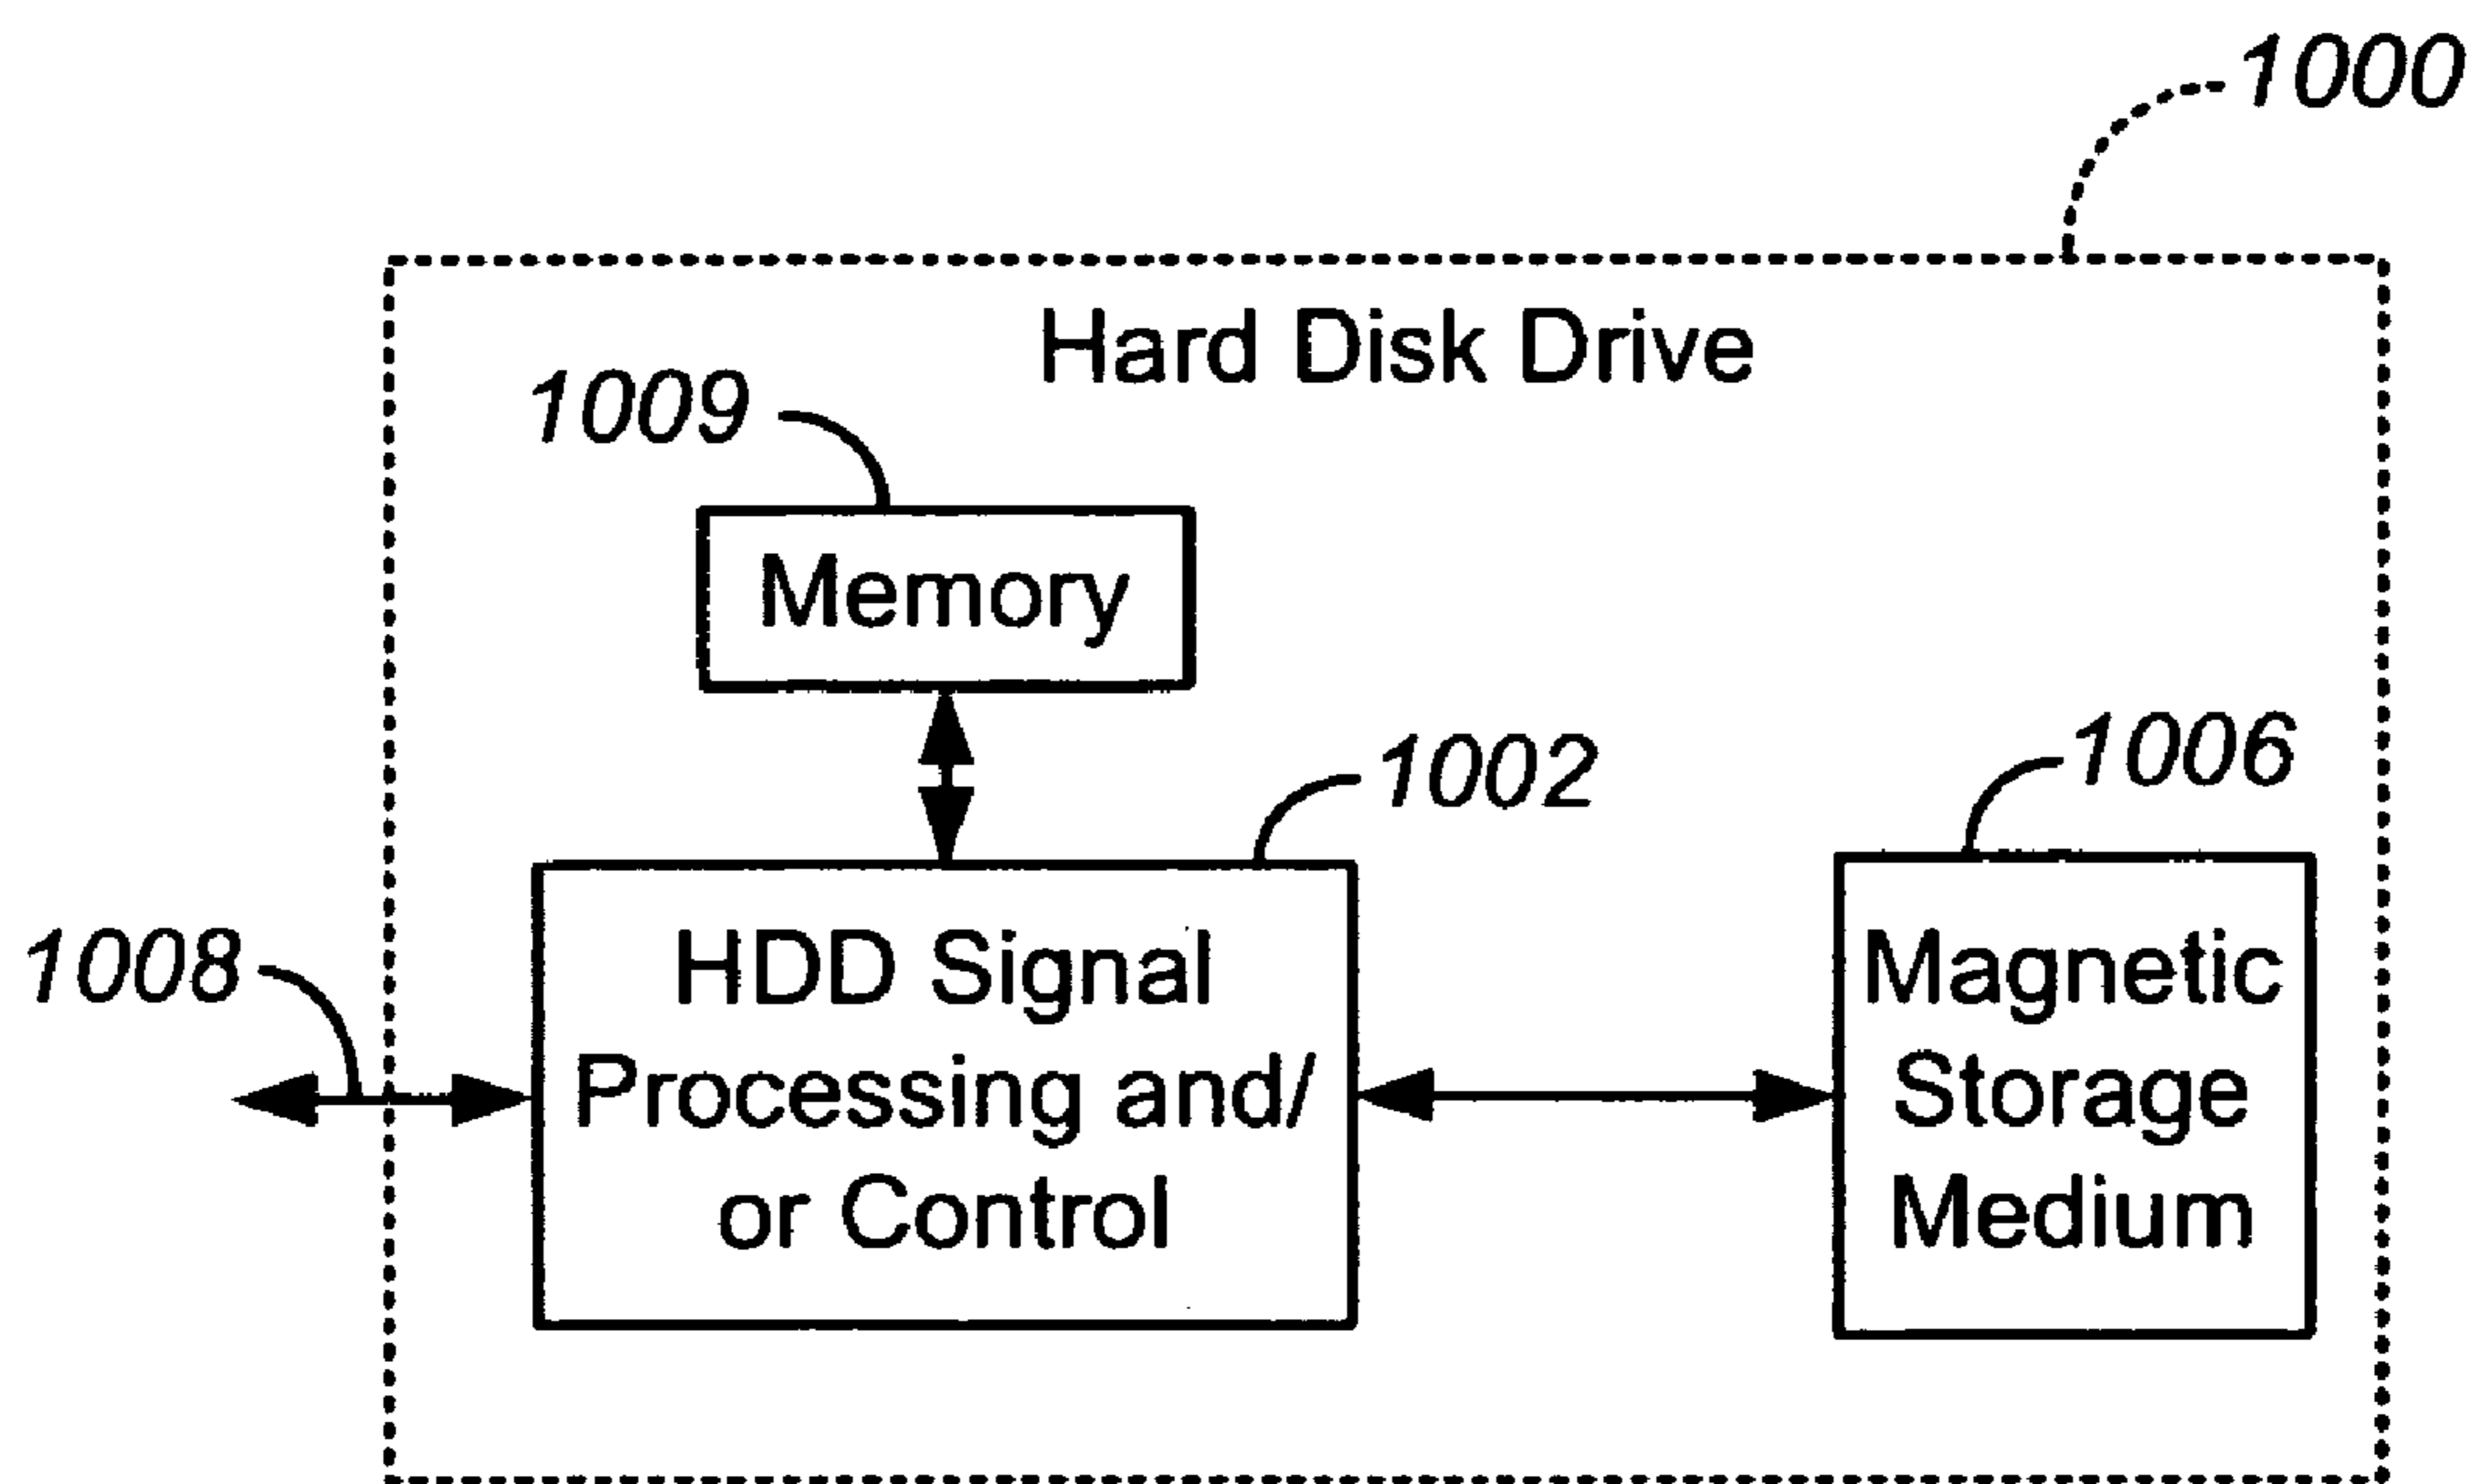 1000
Hard Disk Drive
1009
Memory
1002
1006
1008
HDD Signal
Processing and/
or Control
Magnetic
Storage
Medium